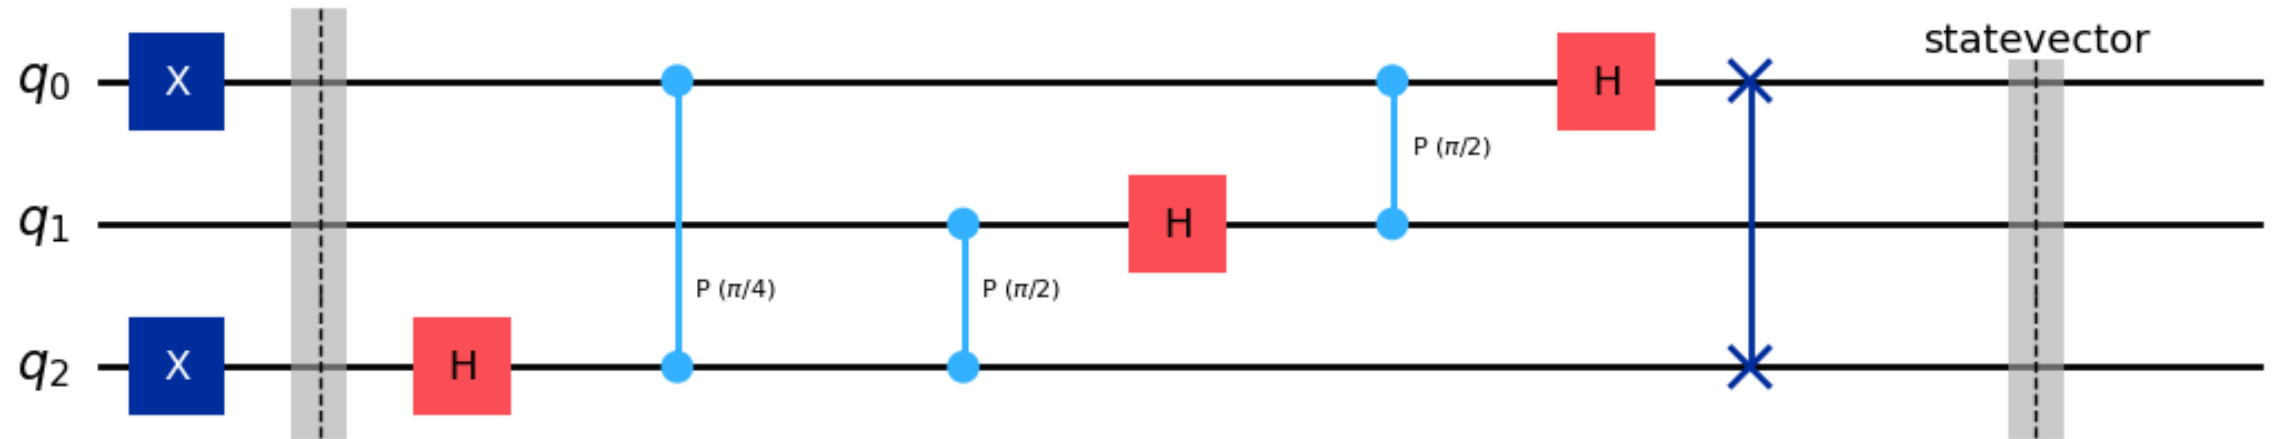 statevector
q0 X H
P (π/2)
q1 H
P (π/4) P (π/2)
q2 X H